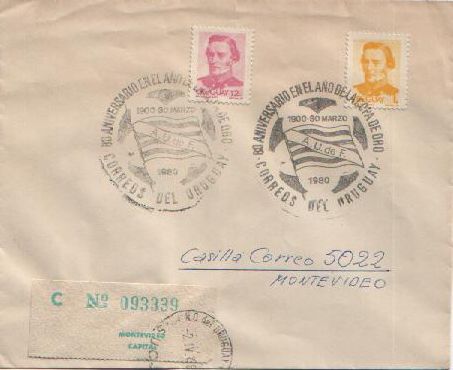 URUGUAY 12
URUGUAY 1
80 ANIVERSARIO EN EL AÑO DE LA COPA DE ORO
1900-30 MARZO
A. U. de F.
1980
CORREOS DEL URUGUAY
80 ANIVERSARIO EN EL AÑO DE LA COPA DE ORO
1900-30 MARZO
A. U. de F.
1980
CORREOS DEL URUGUAY
Casilla Correo 5022
MONTEVIDEO
C Nº 093339
MONTEVIDEO
CAPITAL
R.O. del URUGUAY